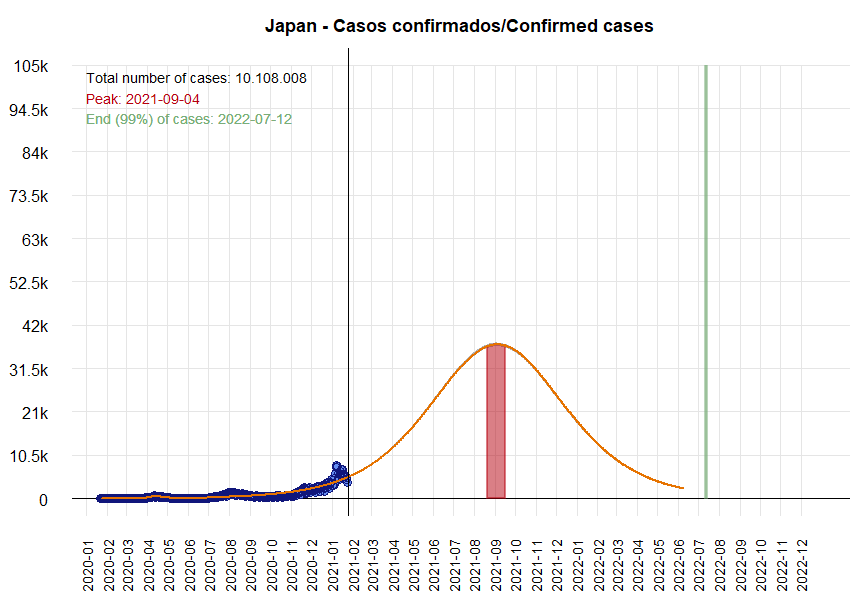 Japan - Casos confirmados/Confirmed cases
105k
94.5k
84k
73.5k
63k
52.5k
42k
31.5k
21k
10.5k
0
Total number of cases: 10.108.008
Peak: 2021-09-04
End (99%) of cases: 2022-07-12
2020-01
2020-02
2020-03
2020-04
2020-05
2020-06
2020-07
2020-08
2020-09
2020-10
2020-11
2020-12
2021-01
2021-02
2021-03
2021-04
2021-05
2021-06
2021-07
2021-08
2021-09
2021-10
2021-11
2021-12
2022-01
2022-02
2022-03
2022-04
2022-05
2022-06
2022-07
2022-08
2022-09
2022-10
2022-11
2022-12